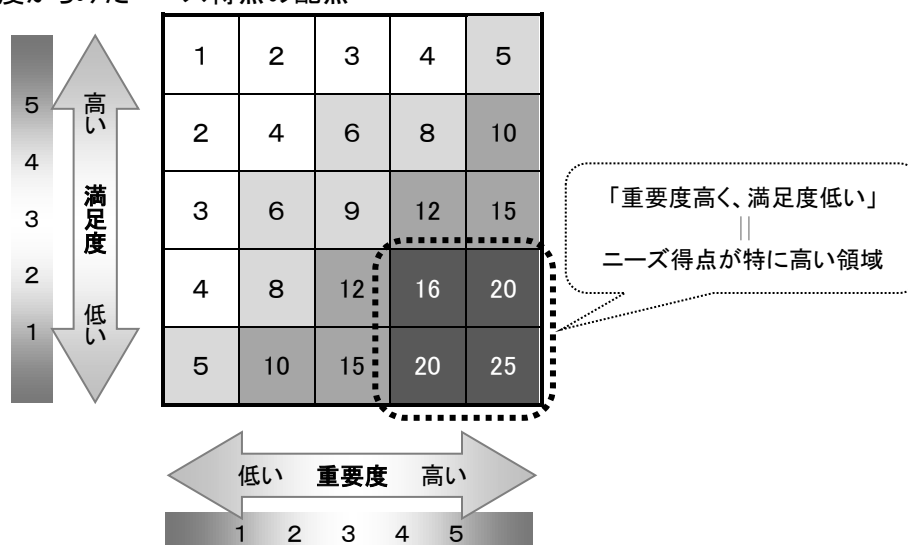 1 2 3 4 5
2 4 6 8 10
3 6 9 12 15
4 8 12 16 20
5 10 15 20 25
5
4
3
2
1
高い
満足度
低い
「重要度高く、満足度低い」
||
ニーズ得点が特に高い領域
低い 重要度 高い
1 2 3 4 5